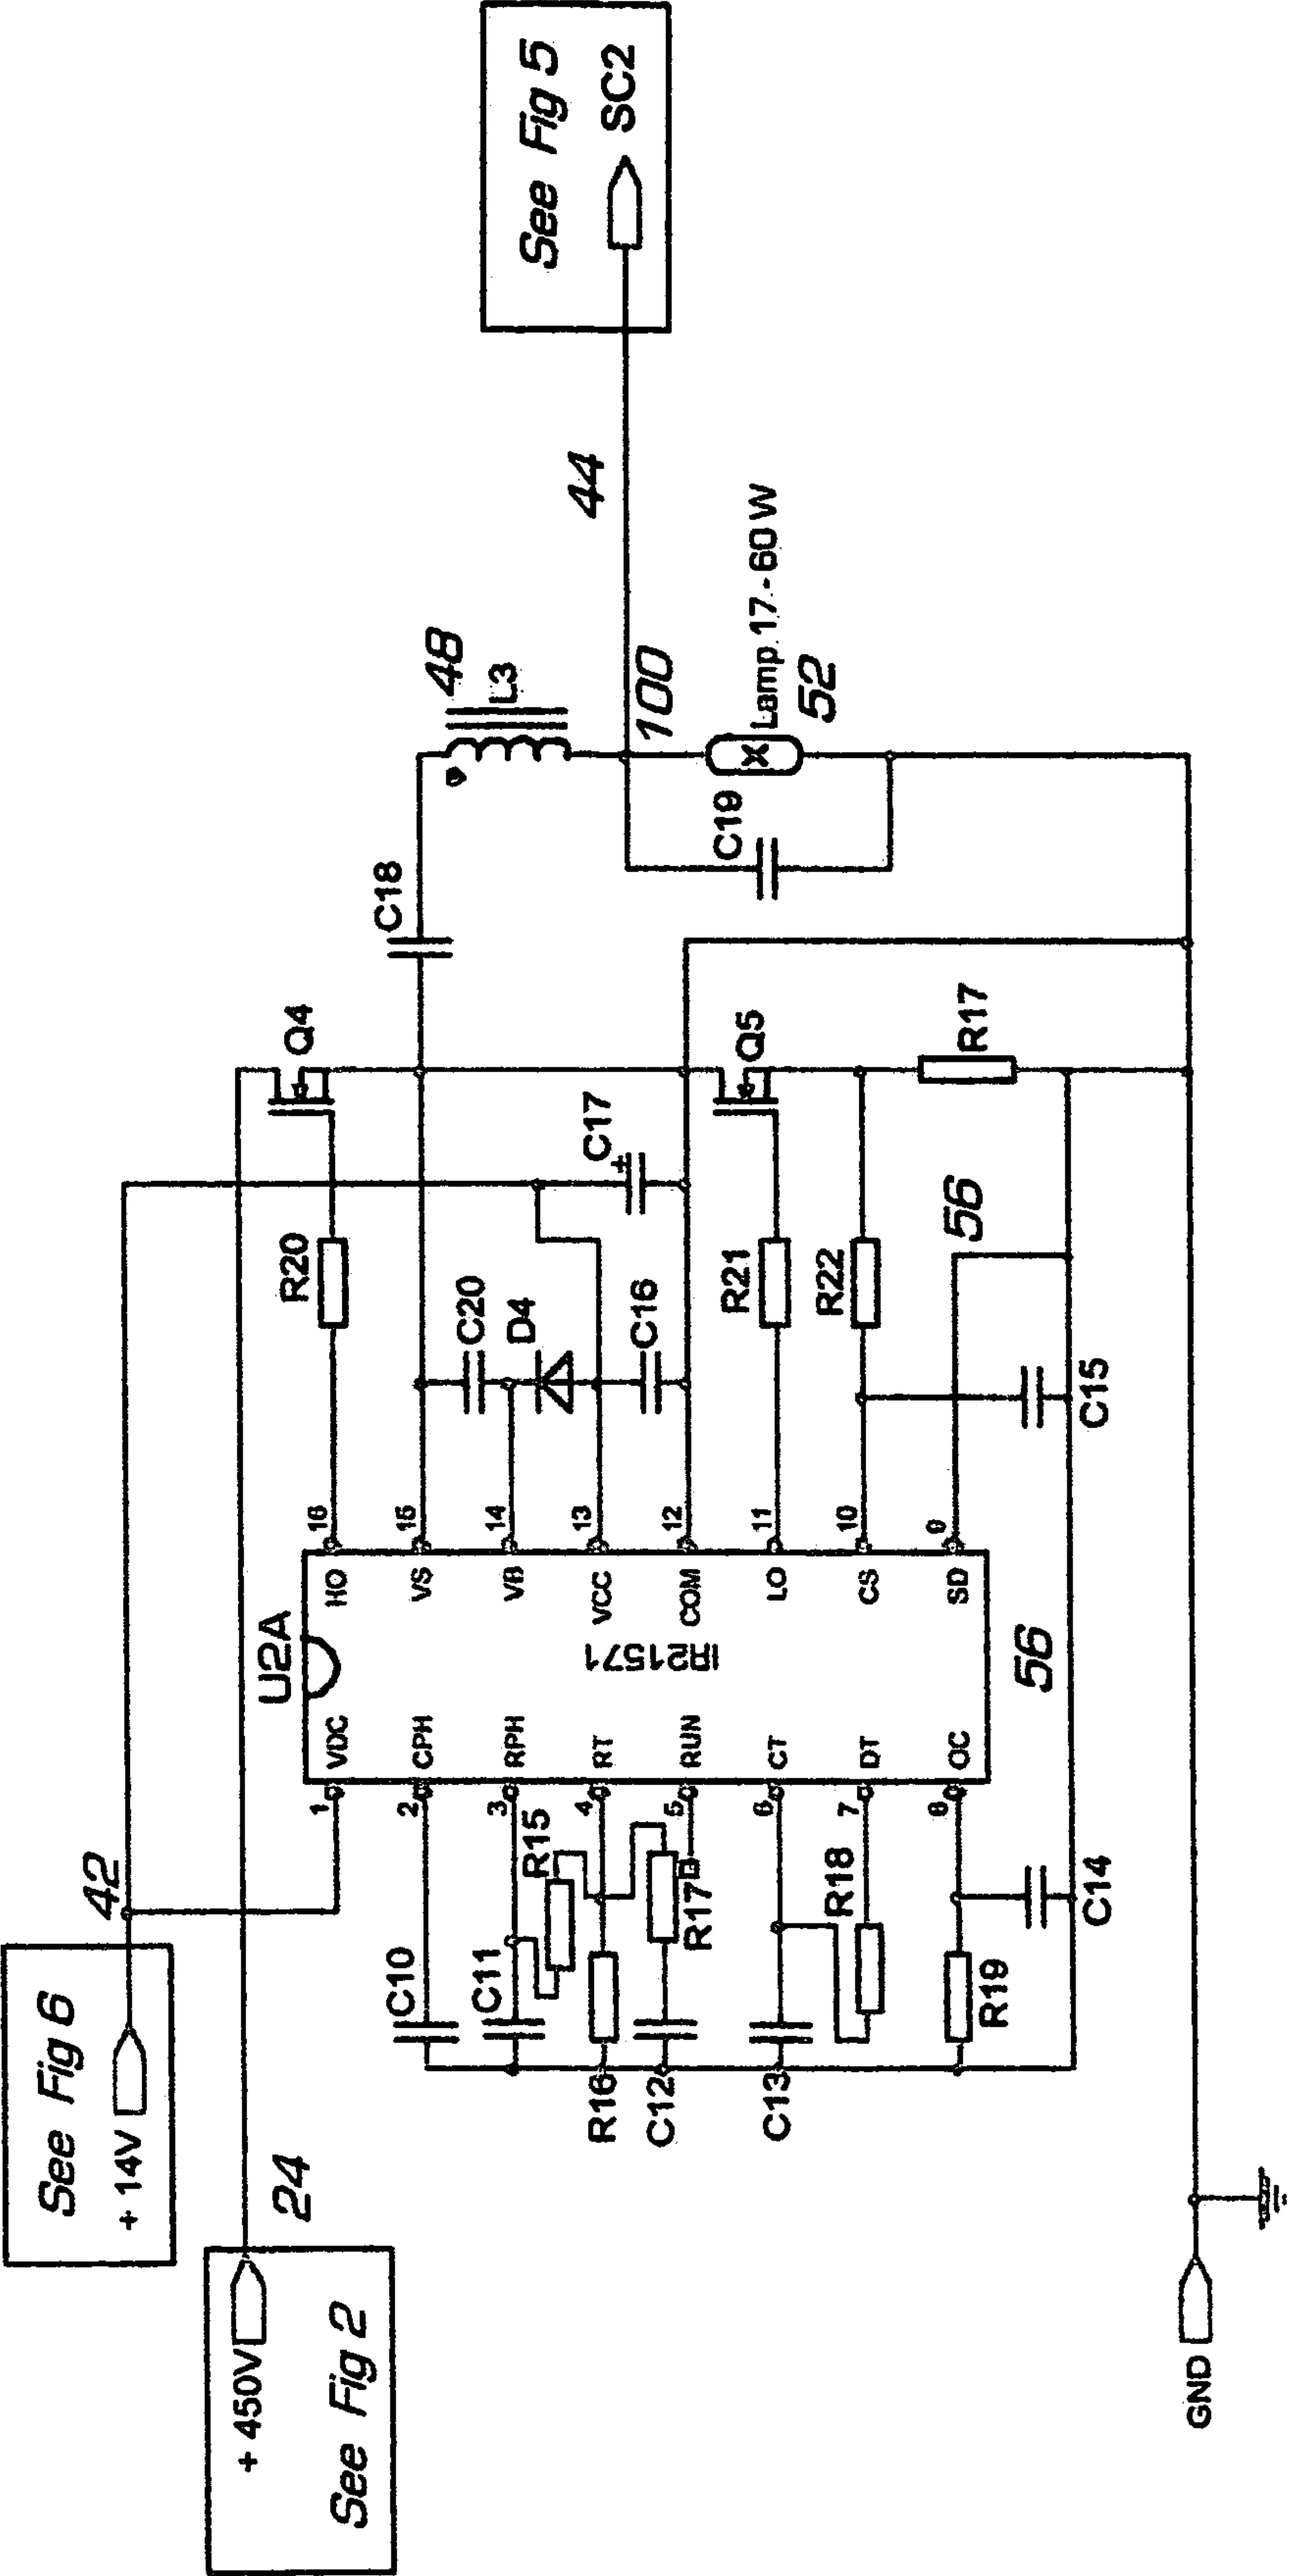 See Fig 6
+ 14V
42
+ 450V
See Fig 2
24
U2A
IR21571
1 VDC
2 CPH
3 RPH
4 RT
5 RUN
6 CT
7 DT
8 OC
HO 16
VS 15
VB 14
VCC 13
COM 12
LO 11
CS 10
SD 9
C10
C11
R15
R16
C12
R17
C13
R18
R19
C14
56
R20
C20
D4
C16
C17
R21
R22
C15
56
Q4
Q5
R17
C18
C19
48
L3
100
Lamp 17 - 60 W
52
44
See Fig 5
SC2
GND